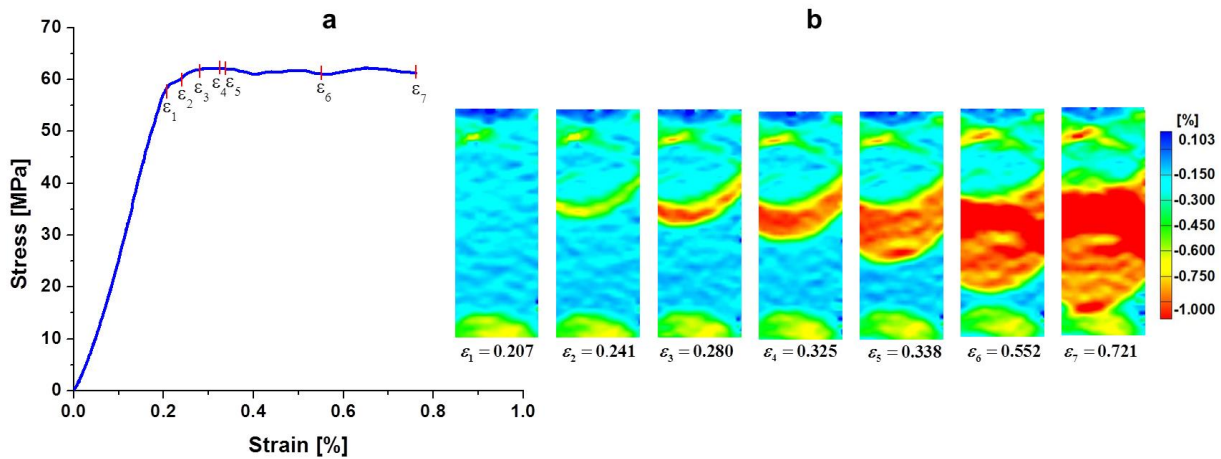 a
b
70
60
50
40
30
20
10
0
Stress [MPa]
ε1
ε2
ε3
ε4
ε5
ε6
ε7
0.0
0.2
0.4
0.6
0.8
1.0
Strain [%]
[%]
0.103
-0.150
-0.300
-0.600
-0.750
-1.000
ε1 = 0.207
ε2 = 0.241
ε3 = 0.280
ε4 = 0.325
ε5 = 0.338
ε6 = 0.552
ε7 = 0.721